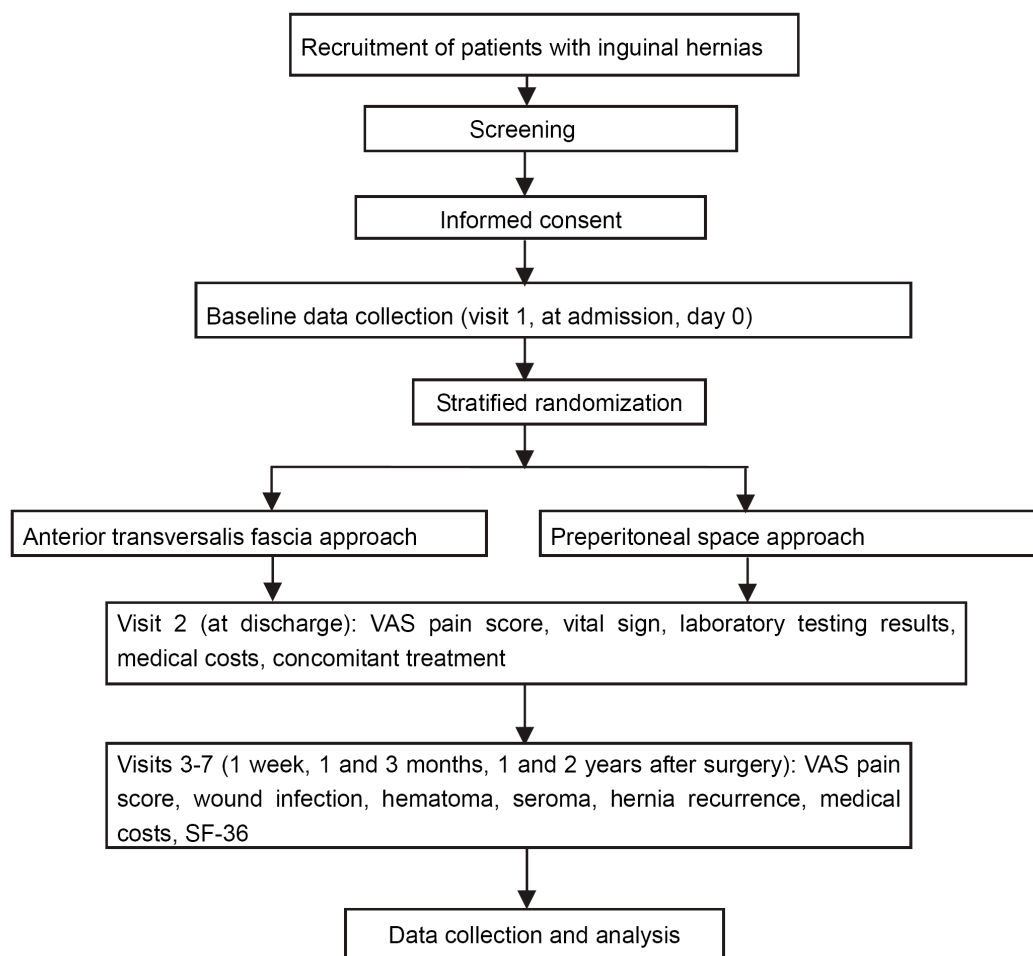 Recruitment of patients with inguinal hernias
Screening
Informed consent
Baseline data collection (visit 1, at admission, day 0)
Stratified randomization
Anterior transversalis fascia approach
Preperitoneal space approach
Visit 2 (at discharge): VAS pain score, vital sign, laboratory testing results,
medical costs, concomitant treatment
Visits 3-7 (1 week, 1 and 3 months, 1 and 2 years after surgery): VAS pain
score, wound infection, hematoma, seroma, hernia recurrence, medical
costs, SF-36
Data collection and analysis